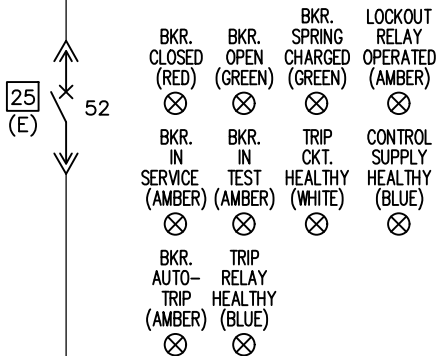 BKR. CLOSED (RED)
BKR. OPEN (GREEN)
BKR. SPRING CHARGED (GREEN)
LOCKOUT RELAY OPERATED (AMBER)
25
(E)
52
BKR. IN SERVICE (AMBER)
BKR. IN TEST (AMBER)
TRIP CKT. HEALTHY (WHITE)
CONTROL SUPPLY HEALTHY (BLUE)
BKR. AUTO- TRIP (AMBER)
TRIP RELAY HEALTHY (BLUE)